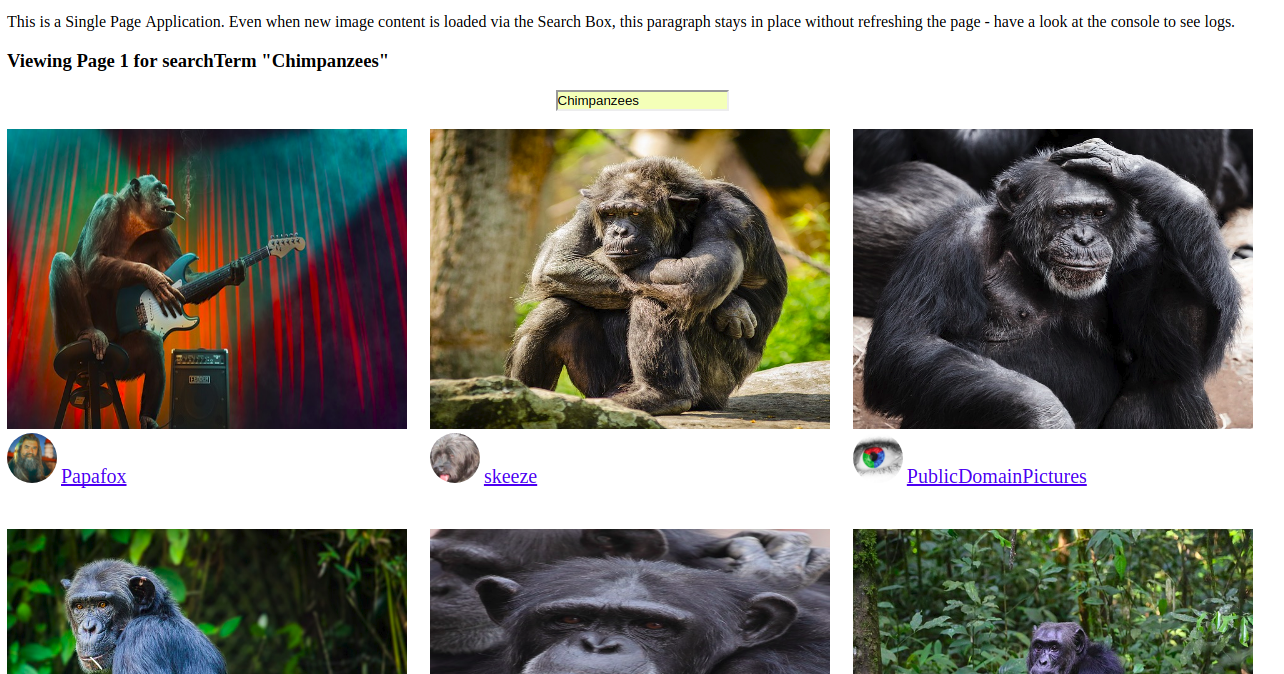 This is a Single Page Application. Even when new image content is loaded via the Search Box, this paragraph stays in place without refreshing the page - have a look at the console to see logs.
Viewing Page 1 for searchTerm "Chimpanzees"
Chimpanzees
Papafox
skeeze
PublicDomainPictures